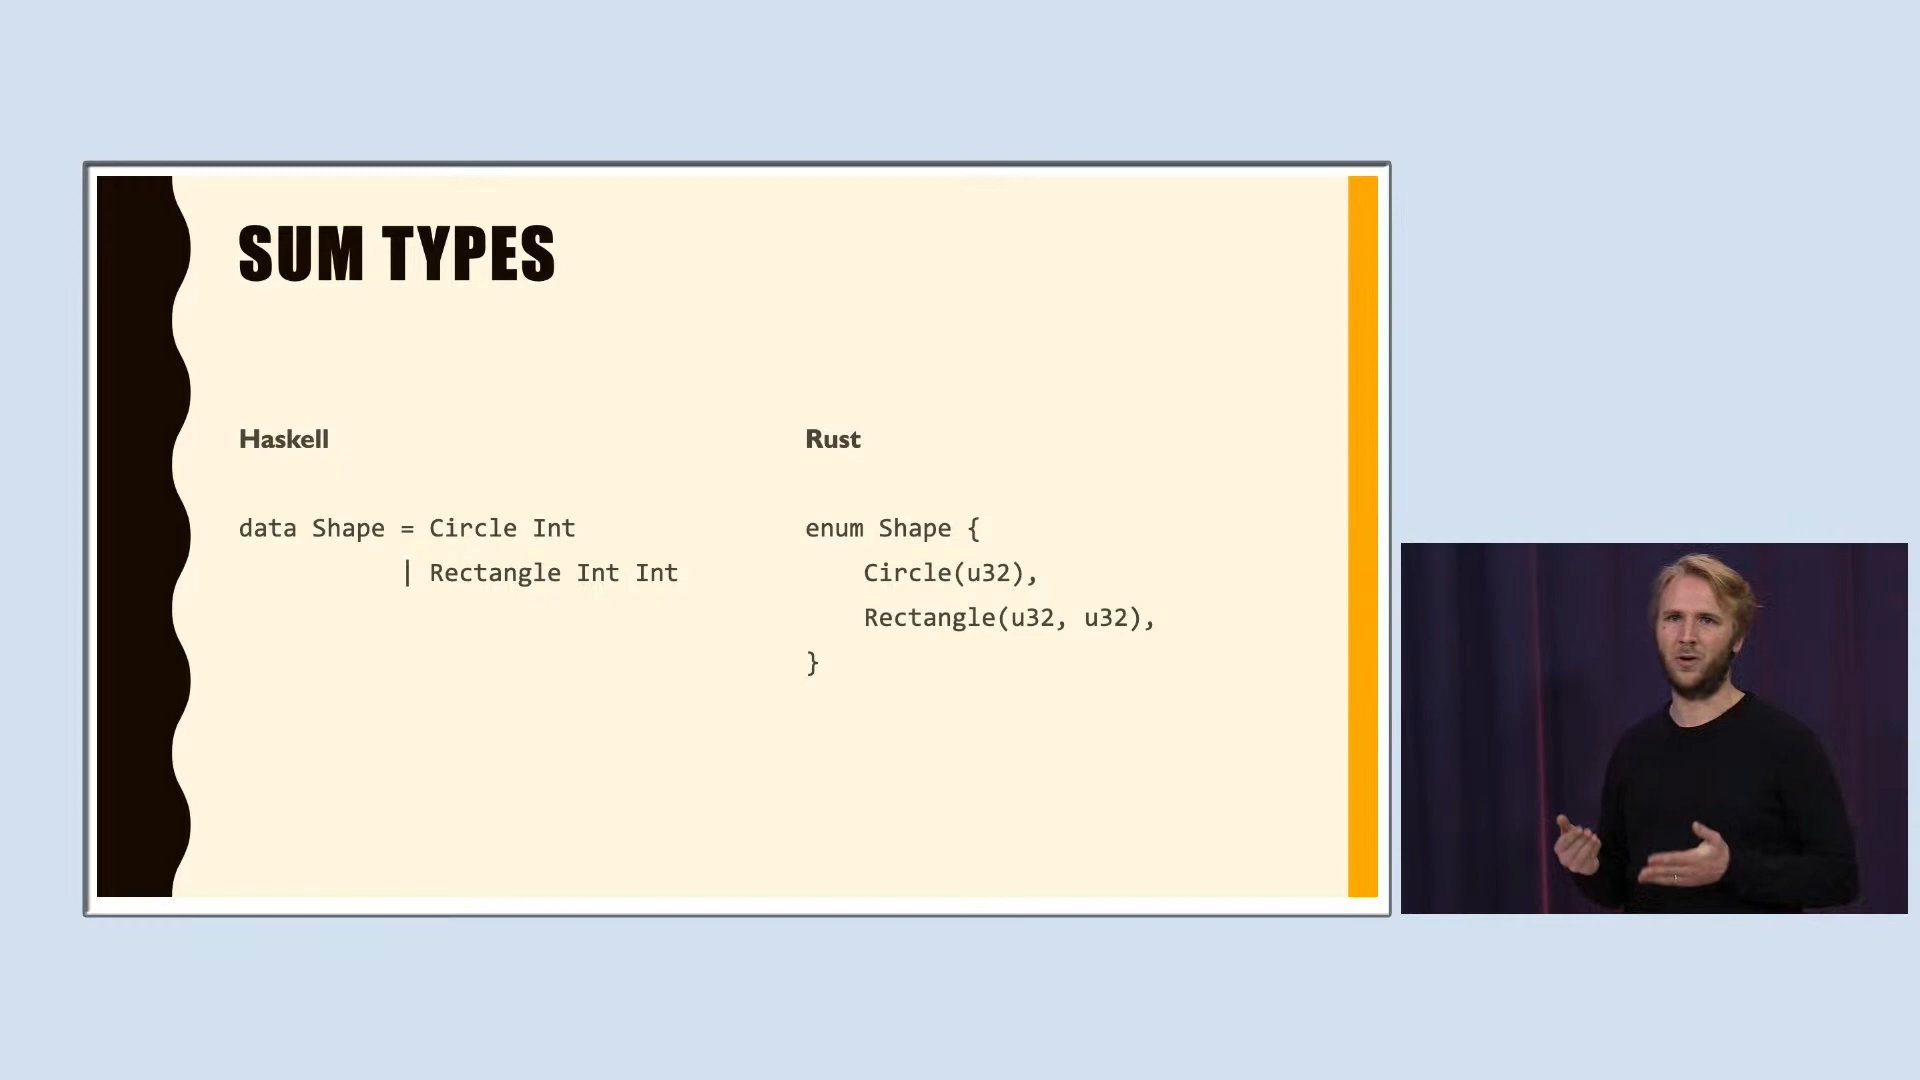 SUM TYPES
Haskell
data Shape = Circle Int
           | Rectangle Int Int
Rust
enum Shape {
    Circle(u32),
    Rectangle(u32, u32),
}